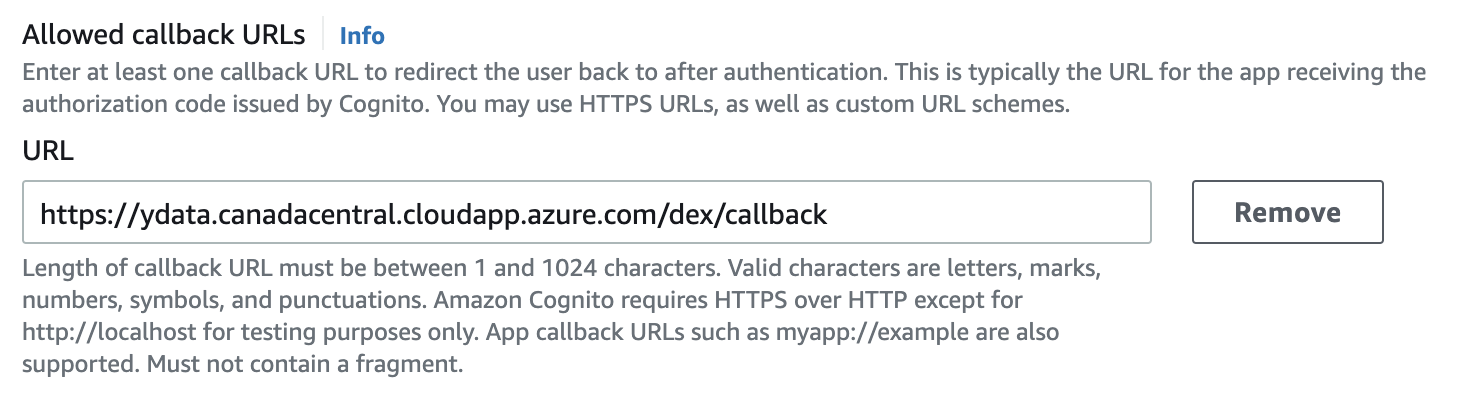 Allowed callback URLs Info
Enter at least one callback URL to redirect the user back to after authentication. This is typically the URL for the app receiving the
authorization code issued by Cognito. You may use HTTPS URLs, as well as custom URL schemes.
URL
https://ydata.canadacentral.cloudapp.azure.com/dex/callback
Remove
Length of callback URL must be between 1 and 1024 characters. Valid characters are letters, marks,
numbers, symbols, and punctuations. Amazon Cognito requires HTTPS over HTTP except for
http://localhost for testing purposes only. App callback URLs such as myapp://example are also
supported. Must not contain a fragment.